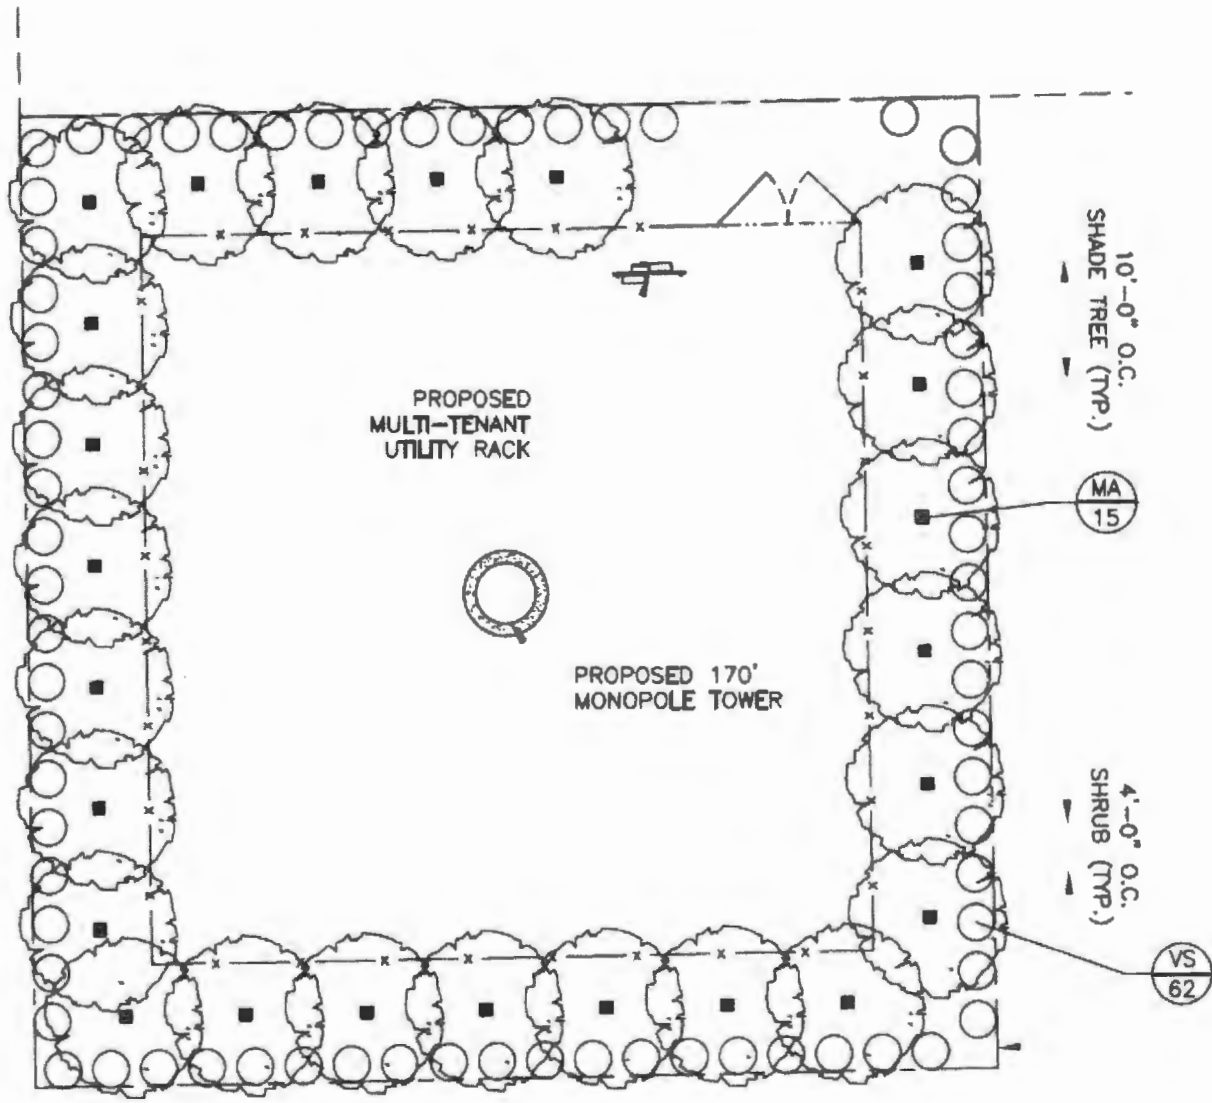 10'-0" O.C.
SHADE TREE (TYP.)
PROPOSED
MULTI-TENANT
UTILITY RACK
MA
15
PROPOSED 170'
MONOPOLE TOWER
4'-0" O.C.
SHRUB (TYP.)
VS
62